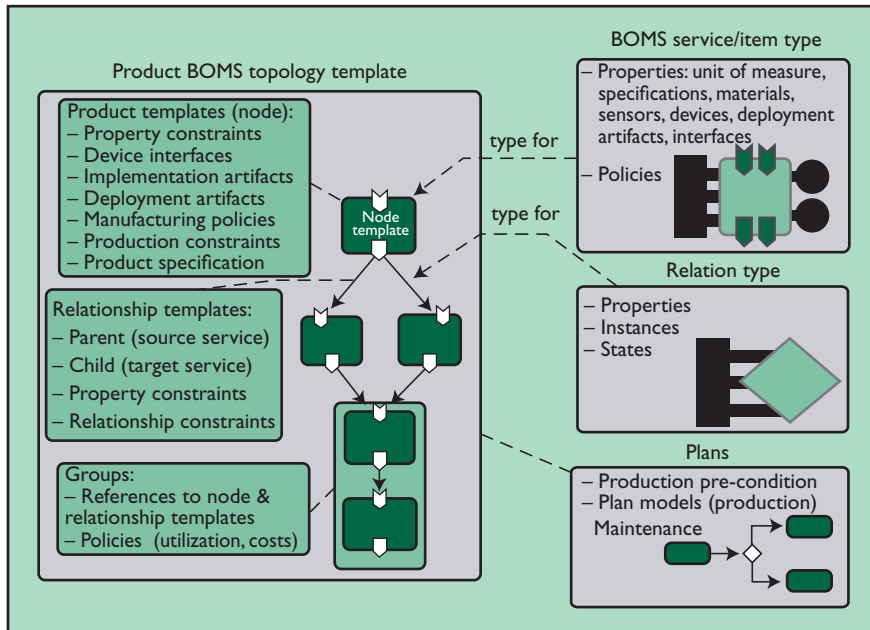 Product BOMS topology template
Product templates (node):
– Property constraints
– Device interfaces
– Implementation artifacts
– Deployment artifacts
– Manufacturing policies
– Production constraints
– Product specification
Node
template
Relationship templates:
– Parent (source service)
– Child (target service)
– Property constraints
– Relationship constraints
Groups:
– References to node &
relationship templates
– Policies (utilization, costs)
type for
type for
BOMS service/item type
– Properties: unit of measure,
specifications, materials,
sensors, devices, deployment
artifacts, interfaces
– Policies
Relation type
– Properties
– Instances
– States
Plans
– Production pre-condition
– Plan models (production)
Maintenance